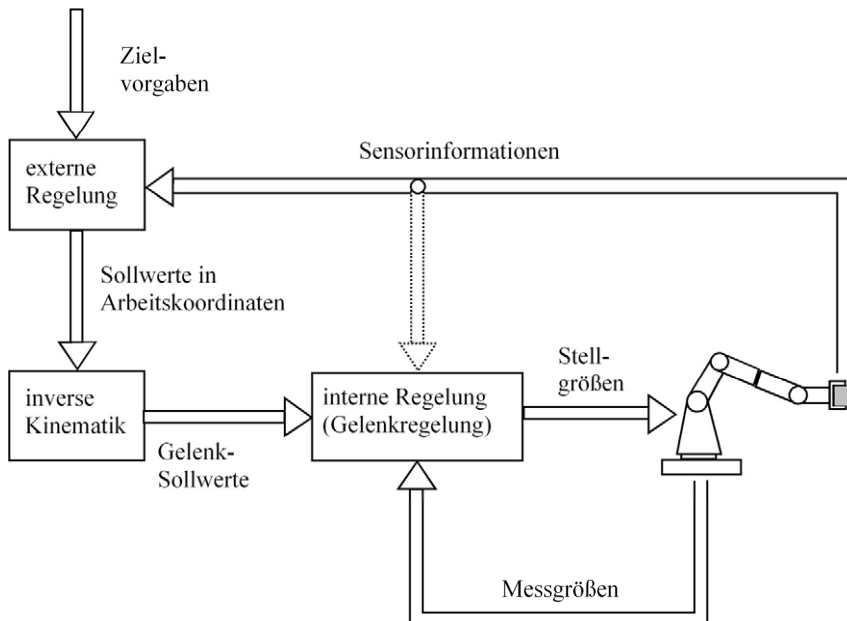 Ziel-
vorgaben
Sensorinformationen
externe
Regelung
Sollwerte in
Arbeitskoordinaten
Stell-
größen
inverse
Kinematik
interne Regelung
(Gelenkregelung)
Gelenk-
Sollwerte
Messgrößen